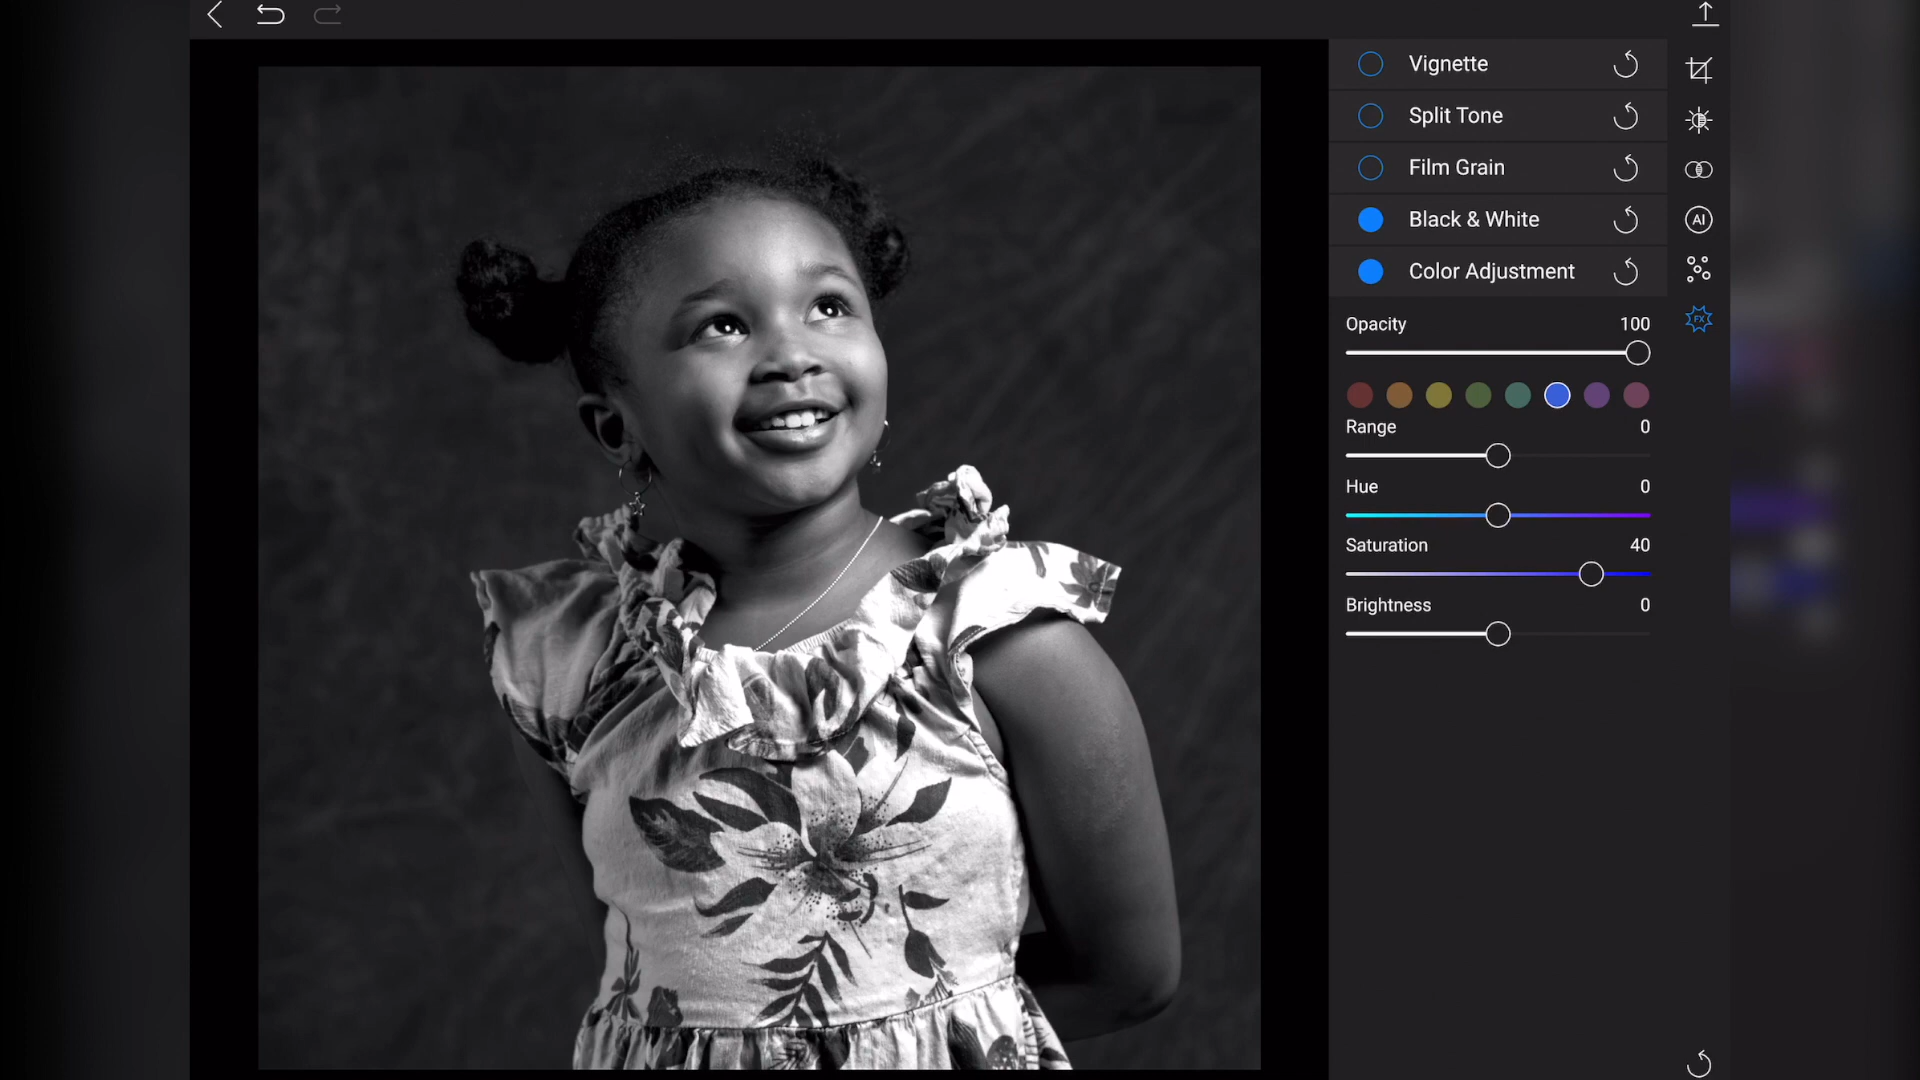 Vignette
Split Tone
Film Grain
Black & White
AI
Color Adjustment
Opacity 100
FX
Range 0
Hue 0
Saturation 40
Brightness 0